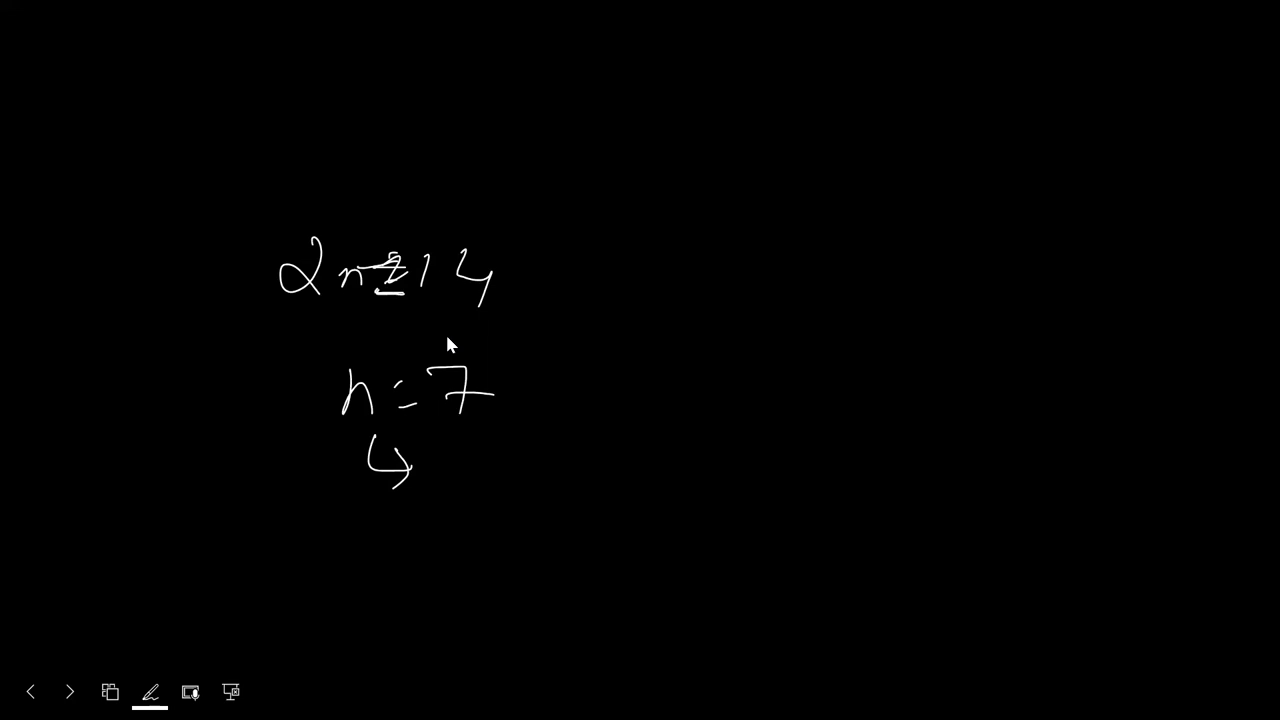 2n = 14
n = 7